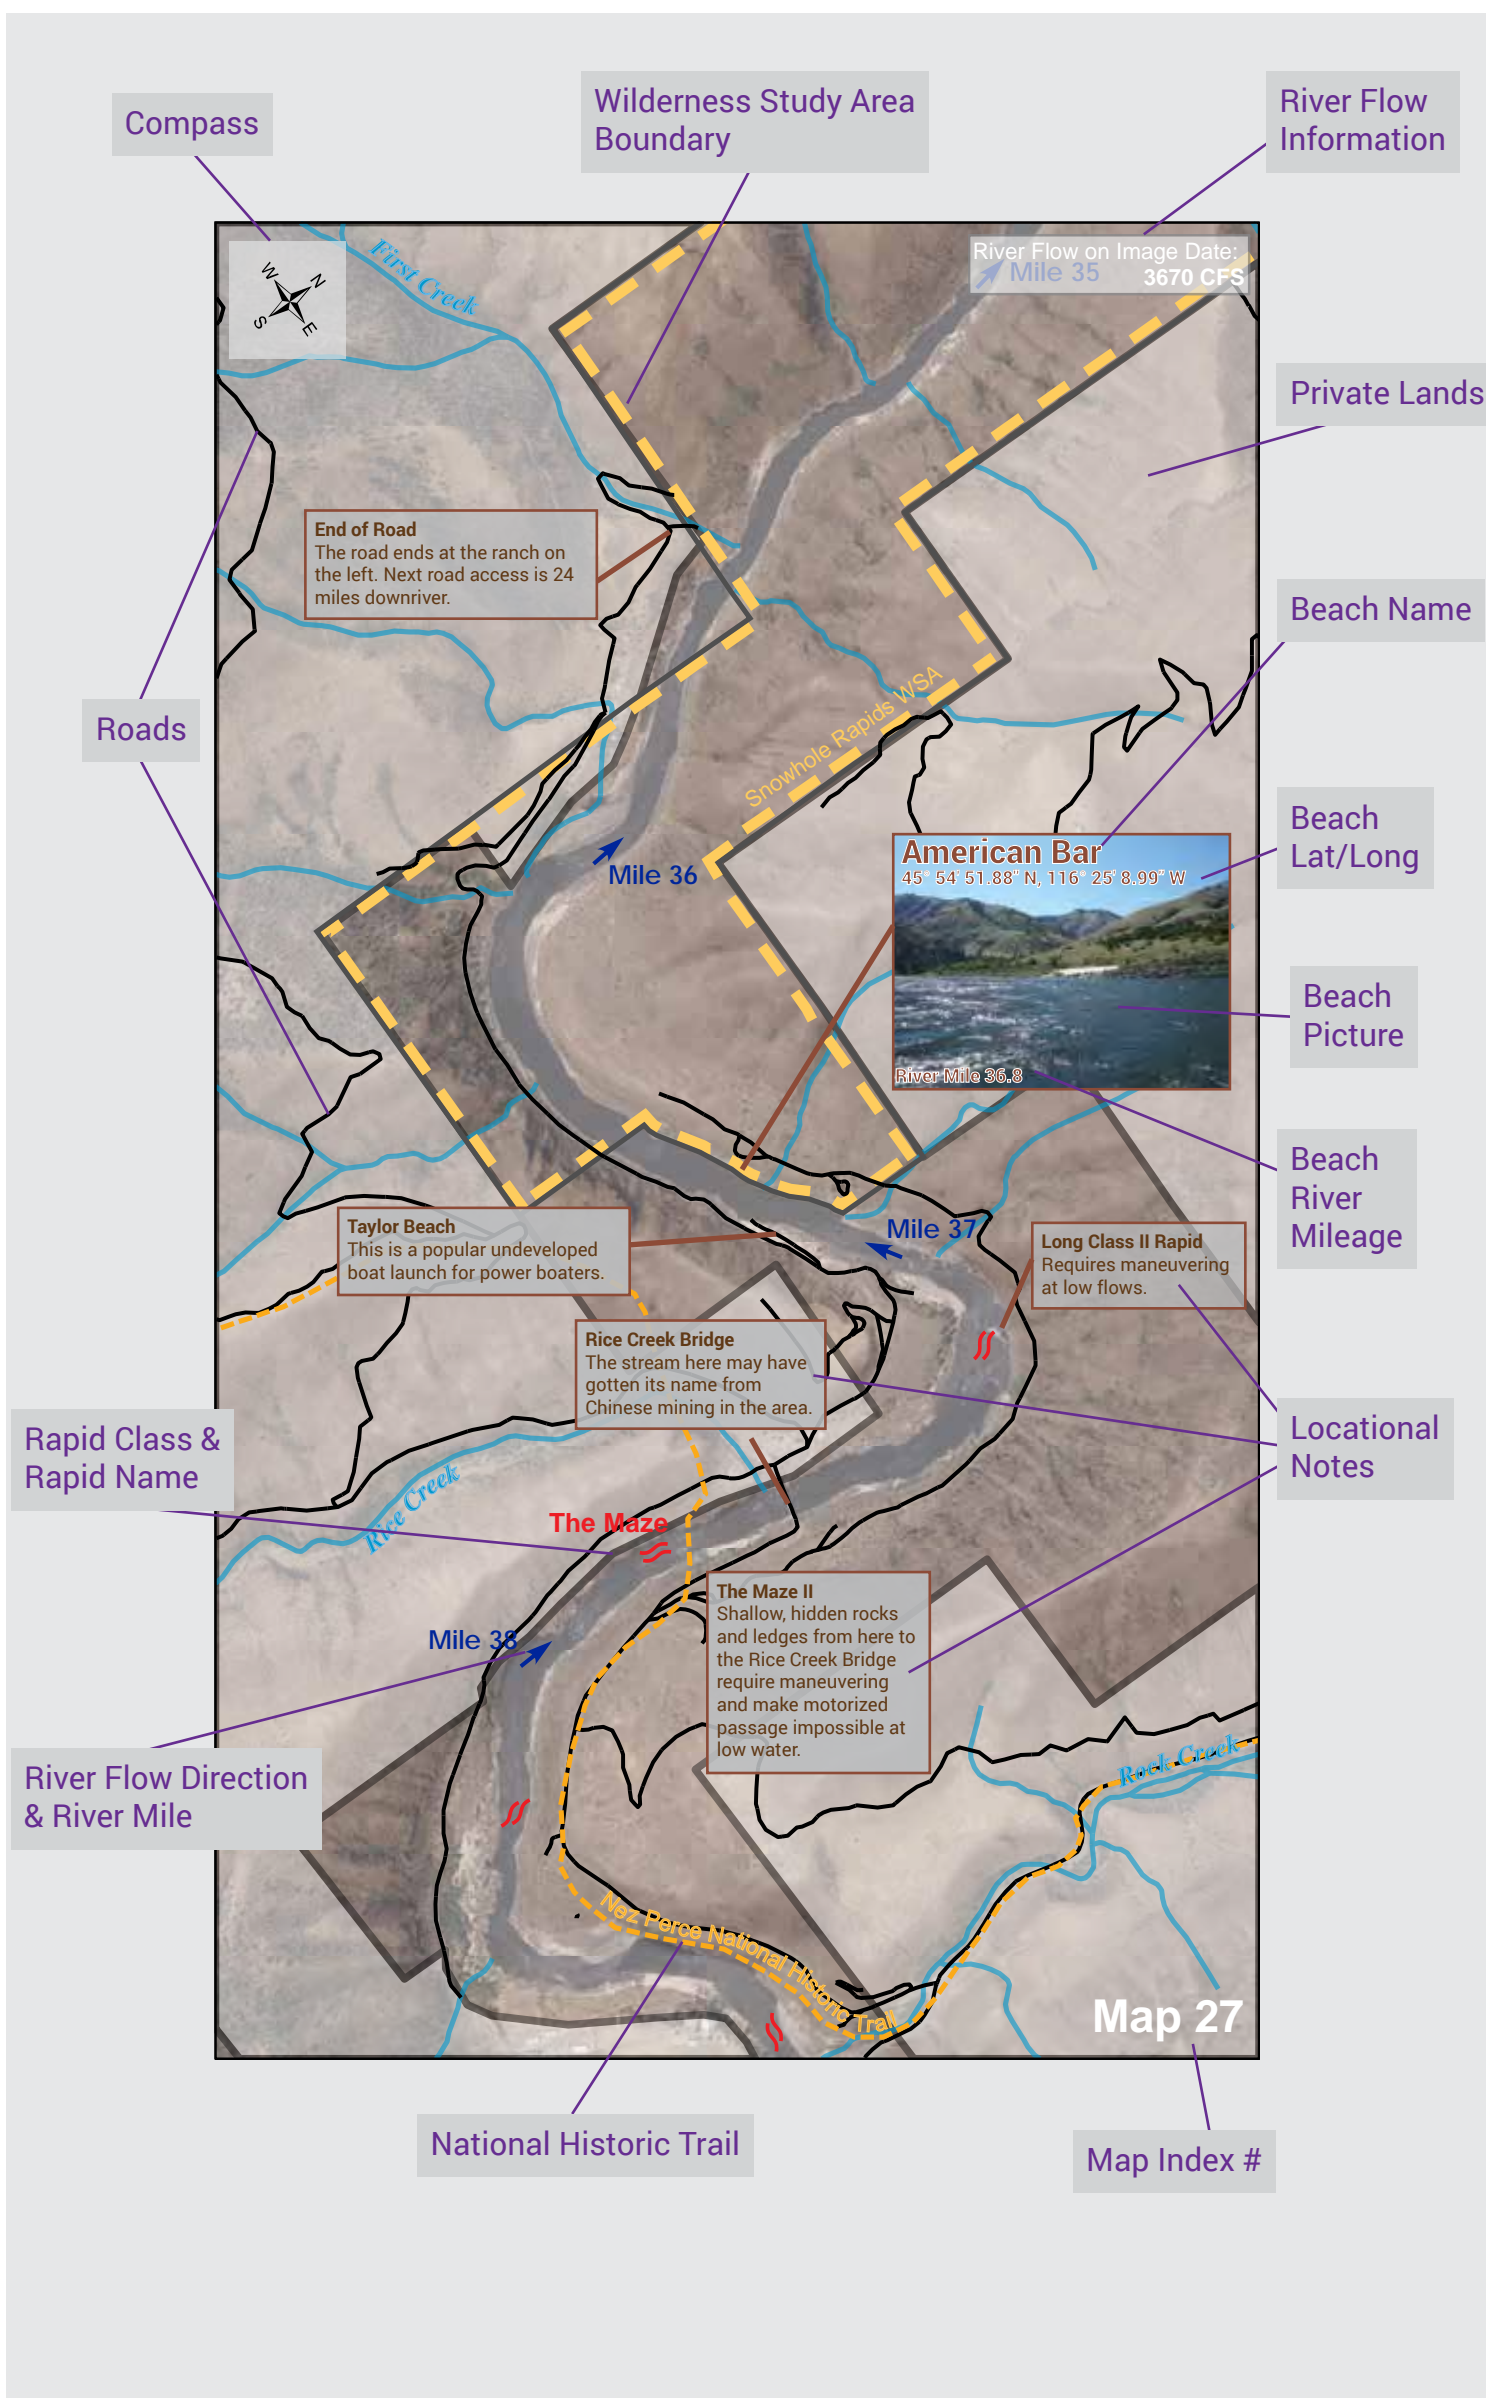 Compass
Wilderness Study Area
Boundary
River Flow
Information
W
N
S
E
First Creek
River Flow on Image Date:
Mile 35
3670 CFS
Private Lands
End of Road
The road ends at the ranch on
the left. Next road access is 24
miles downriver.
Beach Name
Roads
Snowhole Rapids WSA
Beach
Lat/Long
Mile 36
American Bar
45° 54' 51.88" N, 116° 25' 8.99" W
River Mile 36.8
Beach
Picture
Beach
River
Mileage
Taylor Beach
This is a popular undeveloped
boat launch for power boaters.
Mile 37
Long Class II Rapid
Requires maneuvering
at low flows.
Rice Creek Bridge
The stream here may have
gotten its name from
Chinese mining in the area.
Locational
Notes
Rapid Class &
Rapid Name
Rice Creek
The Maze
The Maze II
Shallow, hidden rocks
and ledges from here to
the Rice Creek Bridge
require maneuvering
and make motorized
passage impossible at
low water.
Mile 38
River Flow Direction
& River Mile
Rock Creek
Nez Perce National Historic Trail
Map 27
National Historic Trail
Map Index #